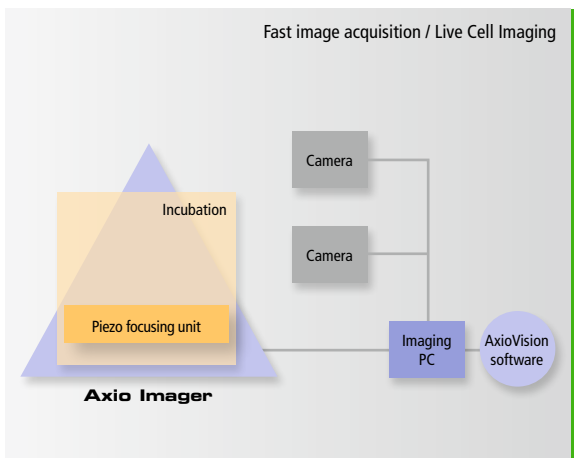 Fast image acquisition / Live Cell Imaging
Camera
Incubation
Camera
Piezo focusing unit
Imaging
PC
AxioVision
software
Axio Imager